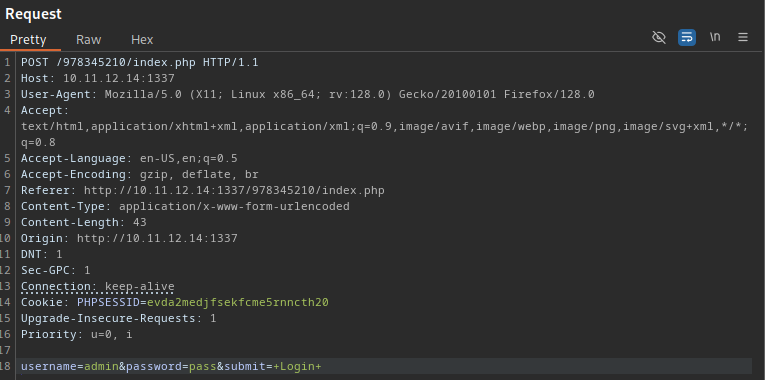 Request
Pretty Raw Hex \n
1 POST /978345210/index.php HTTP/1.1
2 Host: 10.11.12.14:1337
3 User-Agent: Mozilla/5.0 (X11; Linux x86_64; rv:128.0) Gecko/20100101 Firefox/128.0
4 Accept:
text/html,application/xhtml+xml,application/xml;q=0.9,image/avif,image/webp,image/png,image/svg+xml,*/*;
q=0.8
5 Accept-Language: en-US,en;q=0.5
6 Accept-Encoding: gzip, deflate, br
7 Referer: http://10.11.12.14:1337/978345210/index.php
8 Content-Type: application/x-www-form-urlencoded
9 Content-Length: 43
10 Origin: http://10.11.12.14:1337
11 DNT: 1
12 Sec-GPC: 1
13 Connection: keep-alive
14 Cookie: PHPSESSID=evda2medjfsekfcme5rnncth20
15 Upgrade-Insecure-Requests: 1
16 Priority: u=0, i
17
18 username=admin&password=pass&submit=+Login+